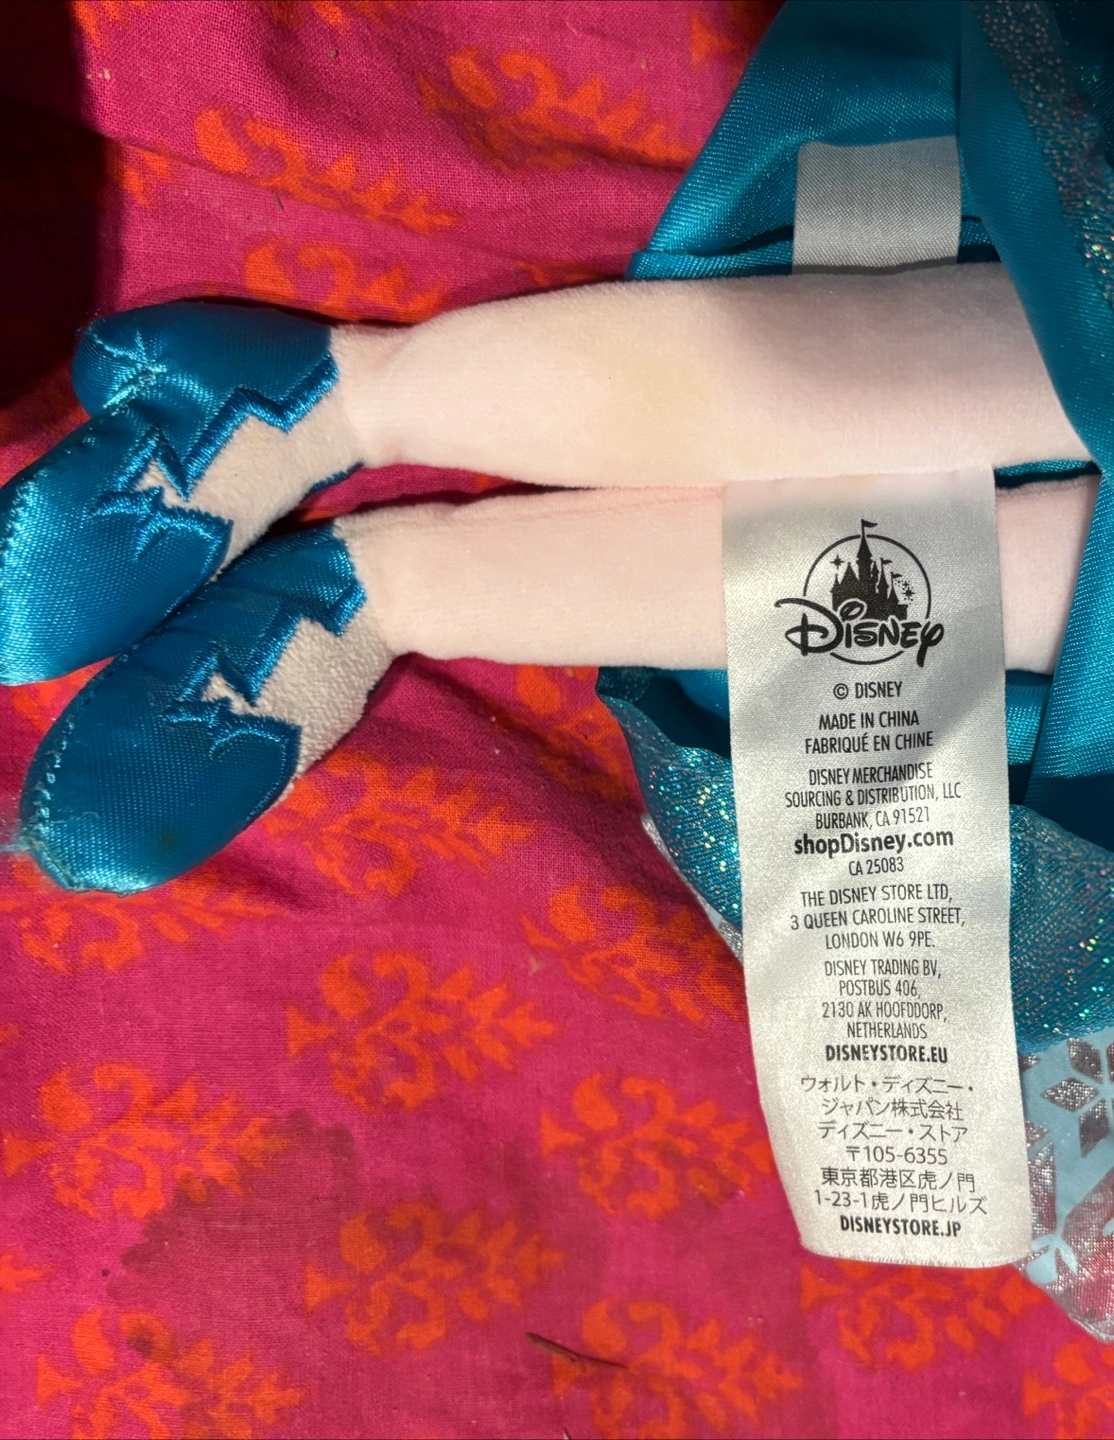 DISNEY
© DISNEY
MADE IN CHINA
FABRIQUÉ EN CHINE
DISNEY MERCHANDISE
SOURCING & DISTRIBUTION, LLC
BURBANK, CA 91521
shopDisney.com
CA 25083
THE DISNEY STORE LTD,
3 QUEEN CAROLINE STREET,
LONDON W6 9PE.
DISNEY TRADING BV,
POSTBUS 406,
2130 AK HOOFDDORP,
NETHERLANDS
DISNEYSTORE.EU
ウォルト・ディズニー・
ジャパン株式会社
ディズニー・ストア
〒105-6355
東京都港区虎ノ門
1-23-1虎ノ門ヒルズ
DISNEYSTORE.JP